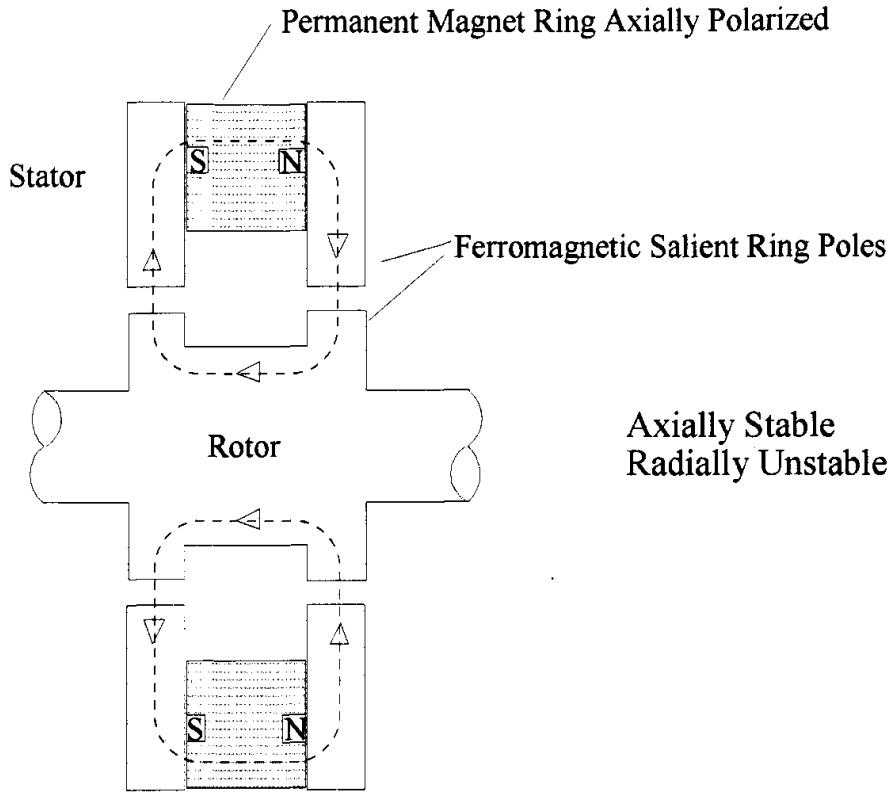 Permanent Magnet Ring Axially Polarized
S
N
Stator
Ferromagnetic Salient Ring Poles
Rotor
Axially Stable
Radially Unstable
S
N